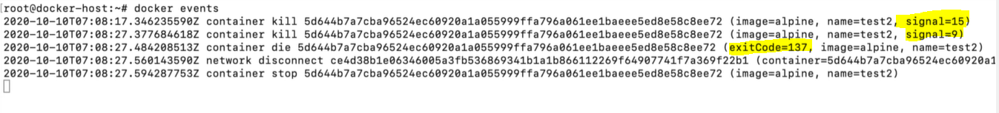 [root@docker-host:~# docker events
2020-10-10T07:08:17.346235590Z container kill 5d644b7a7cba96524ec60920a1a055999ffa796a061ee1baeee5ed8e58c8ee72 (image=alpine, name=test2, signal=15)
2020-10-10T07:08:27.377684618Z container kill 5d644b7a7cba96524ec60920a1a055999ffa796a061ee1baeee5ed8e58c8ee72 (image=alpine, name=test2, signal=9)
2020-10-10T07:08:27.484208513Z container die 5d644b7a7cba96524ec60920a1a055999ffa796a061ee1baeee5ed8e58c8ee72 (exitCode=137, image=alpine, name=test2)
2020-10-10T07:08:27.560143590Z network disconnect ce4d38b1e06346005a3fb536869341b1a1b866112269f64907741f7a369f22b1 (container=5d644b7a7cba96524ec60920a1
2020-10-10T07:08:27.594287753Z container stop 5d644b7a7cba96524ec60920a1a055999ffa796a061ee1baeee5ed8e58c8ee72 (image=alpine, name=test2)